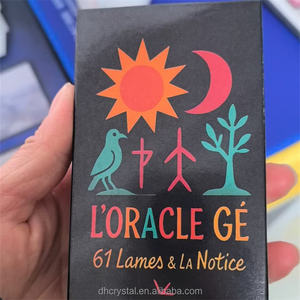 L'ORACLE GÉ
61 LAMES & LA NOTICE
dhcrystal.en.alibaba.com